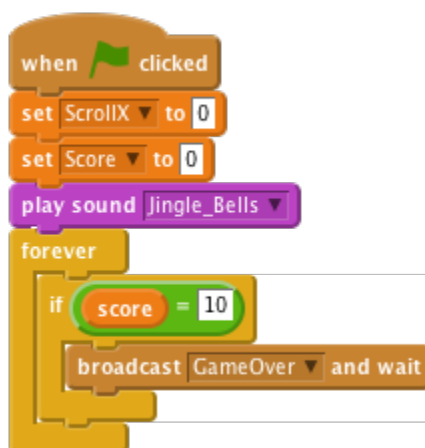 when clicked
set ScrollX to 0
set Score to 0
play sound Jingle_Bells
forever
if score = 10
broadcast GameOver and wait